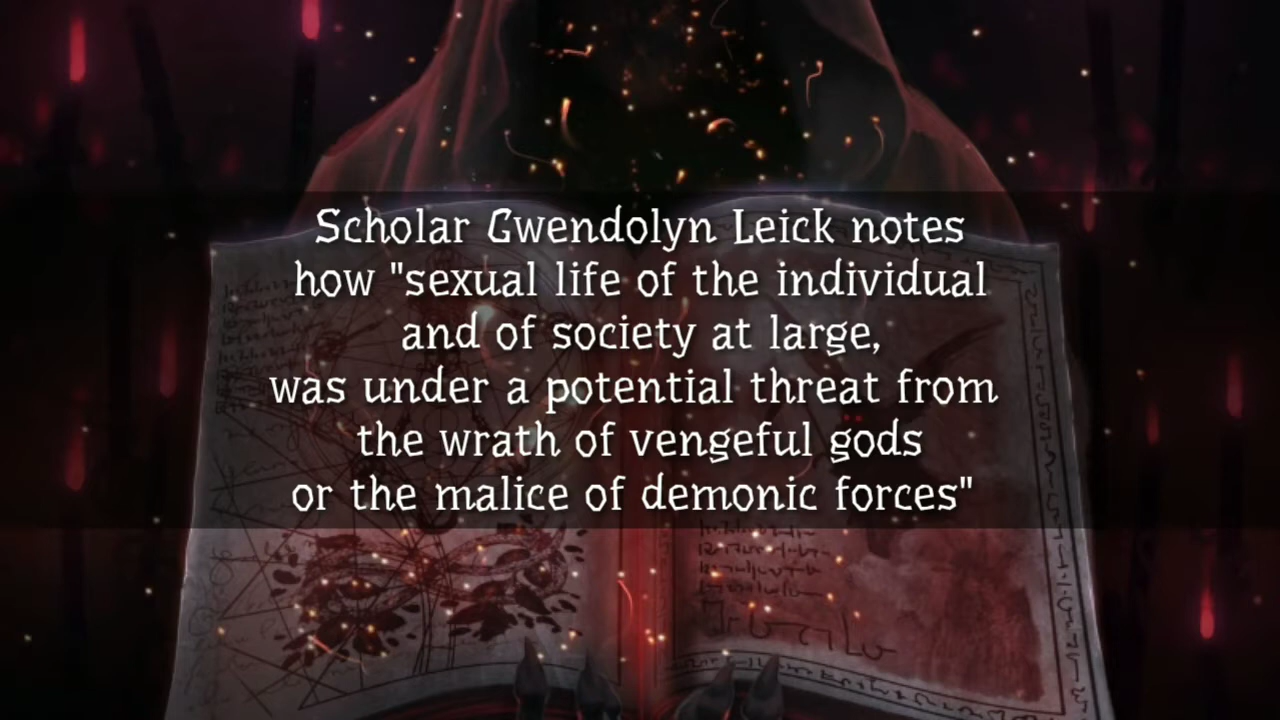 Scholar Gwendolyn Leick notes
how "sexual life of the individual
and of society at large,
was under a potential threat from
the wrath of vengeful gods
or the malice of demonic forces"